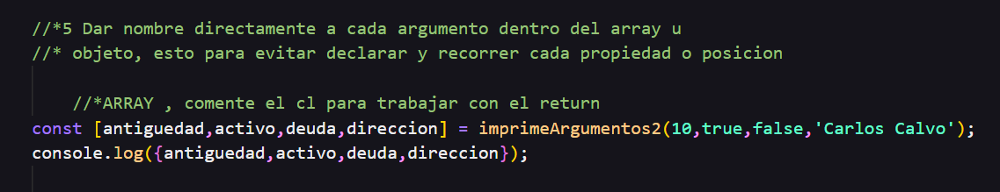 //*5 Dar nombre directamente a cada argumento dentro del array u
//* objeto, esto para evitar declarar y recorrer cada propiedad o posicion
//*ARRAY , comente el cl para trabajar con el return
const [antiguedad,activo,deuda,direccion] = imprimeArgumentos2(10,true,false,'Carlos Calvo');
console.log({antiguedad,activo,deuda,direccion});